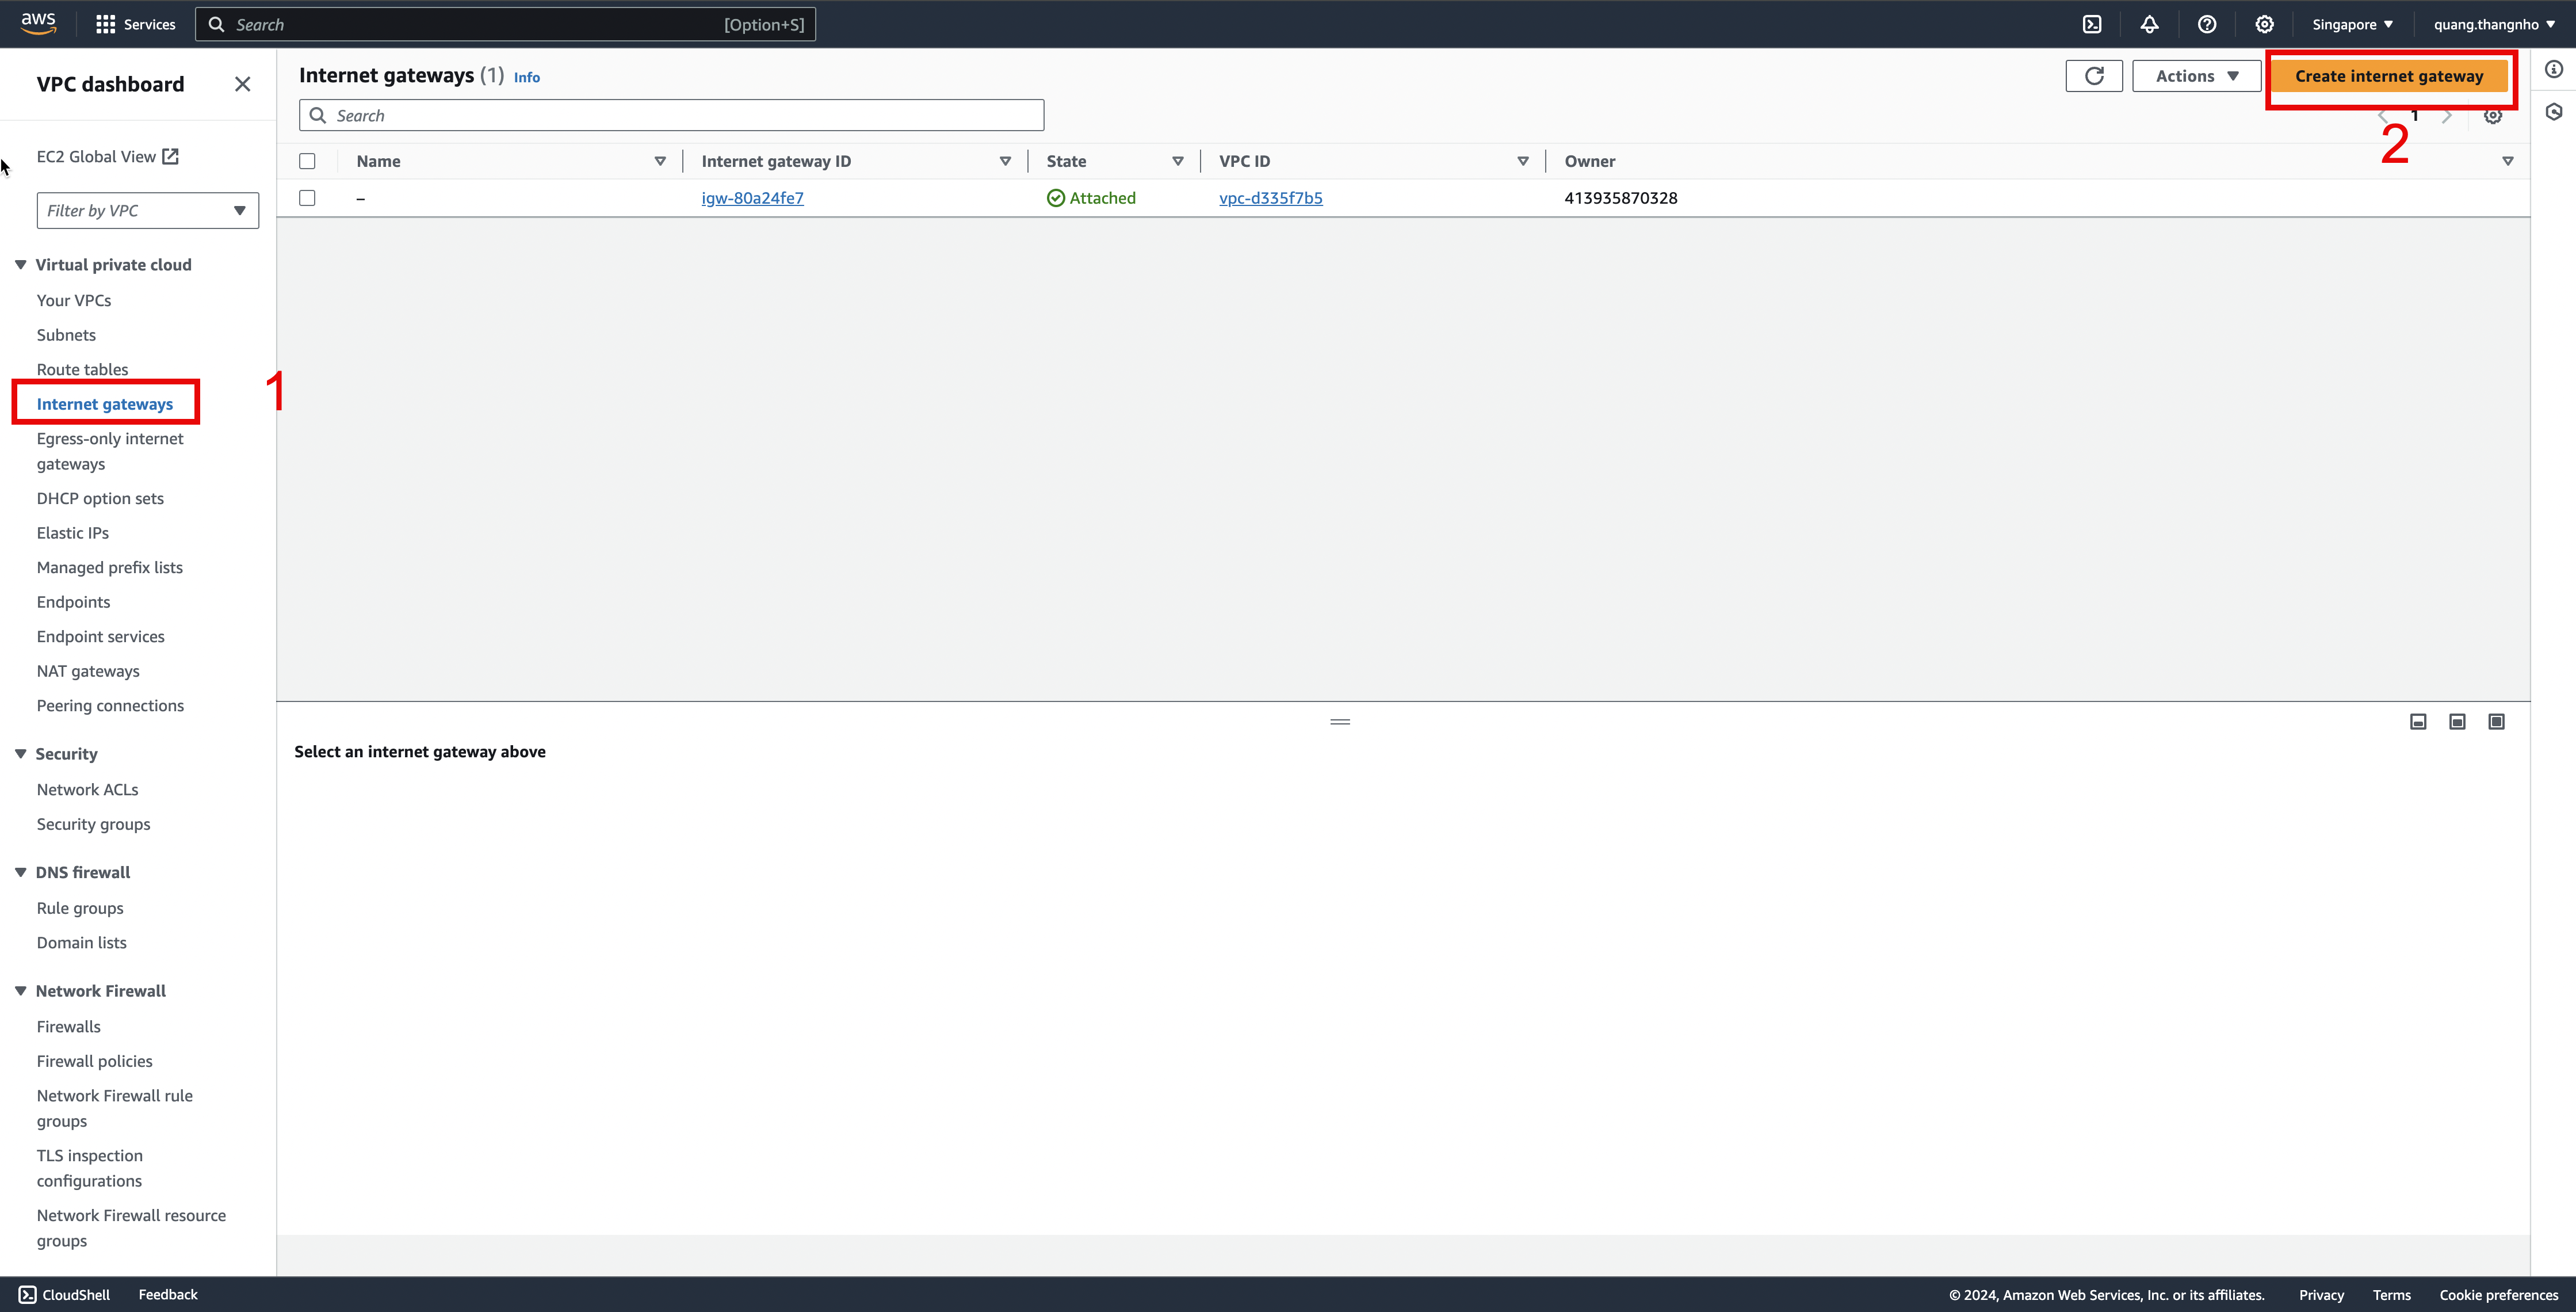 aws
Services
Search
[Option+S]
Singapore
quang.thangnho
VPC dashboard
EC2 Global View
Filter by VPC
Virtual private cloud
Your VPCs
Subnets
Route tables
Internet gateways
1
Egress-only internet
gateways
DHCP option sets
Elastic IPs
Managed prefix lists
Endpoints
Endpoint services
NAT gateways
Peering connections
Security
Network ACLs
Security groups
DNS firewall
Rule groups
Domain lists
Network Firewall
Firewalls
Firewall policies
Network Firewall rule
groups
TLS inspection
configurations
Network Firewall resource
groups
Internet gateways (1) Info
Actions
Create internet gateway
Search
1
2
Name
Internet gateway ID
State
VPC ID
Owner
–
igw-80a24fe7
Attached
vpc-d335f7b5
413935870328
Select an internet gateway above
CloudShell
Feedback
© 2024, Amazon Web Services, Inc. or its affiliates.
Privacy
Terms
Cookie preferences